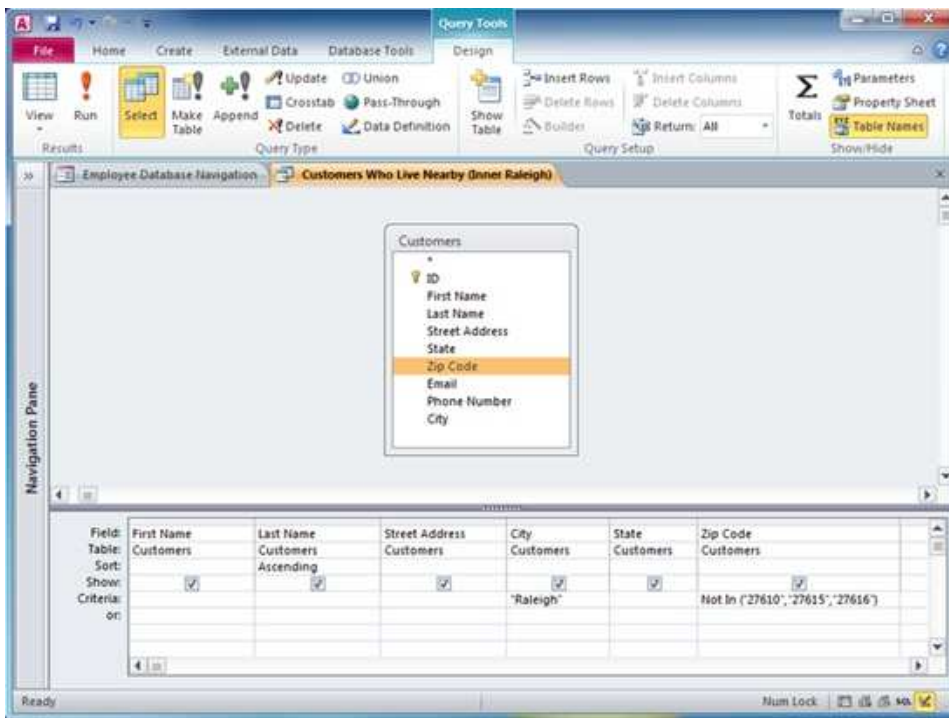 A
Query Tools
File Home Create External Data Database Tools Design
View Run Select Make Table Append Update Crosstab Delete Union Pass-Through Data Definition Show Table Insert Rows Delete Rows Builder Insert Columns Delete Columns Return: All Totals Parameters Property Sheet Table Names
Results Query Type Query Setup Show/Hide
Employee Database Navigation Customers Who Live Nearby (Inner Raleigh)
Navigation Pane
Customers
*
ID
First Name
Last Name
Street Address
State
Zip Code
Email
Phone Number
City
Field: First Name Last Name Street Address City State Zip Code
Table: Customers Customers Customers Customers Customers Customers
Sort: Ascending
Show:
Criteria: "Raleigh" Not In ("27610","27615","27616")
or:
Ready Num Lock SQL